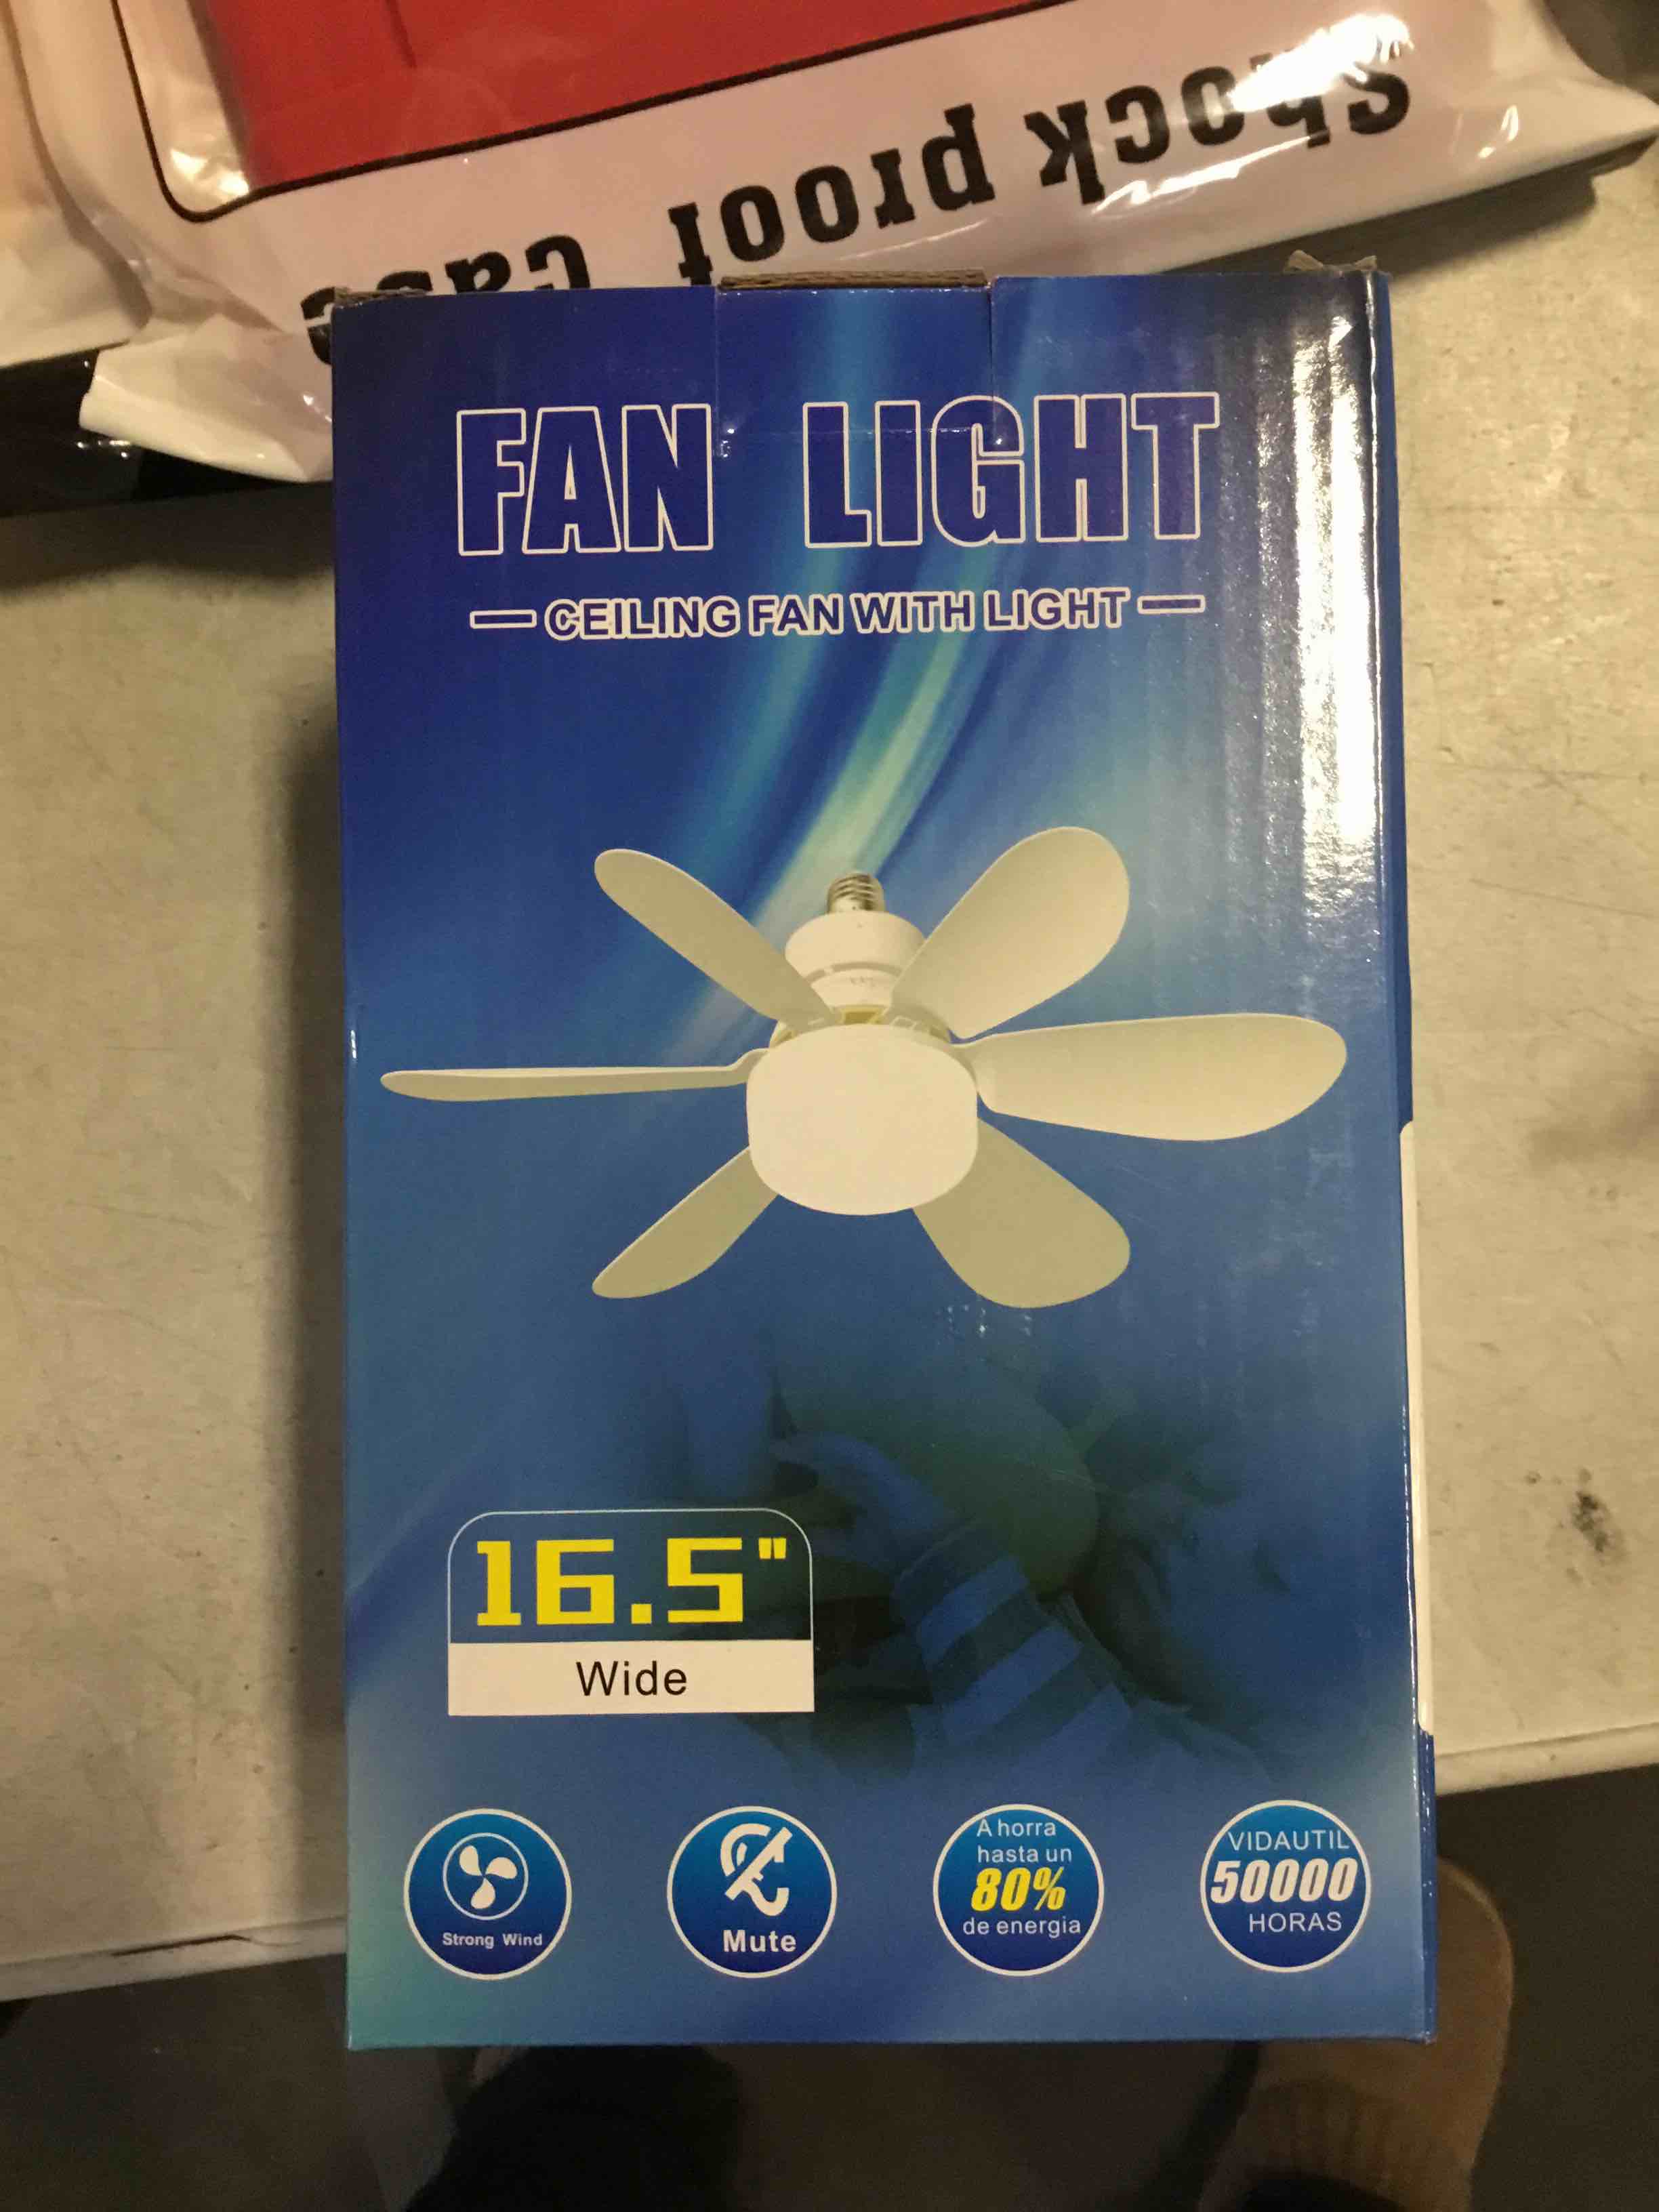 Shock proof Case
FAN LIGHT
CEILING FAN WITH LIGHT
16.5"
Wide
Strong Wind
Mute
Ahorra
hasta un
80%
de energia
VIDAUTIL
50000
HORAS